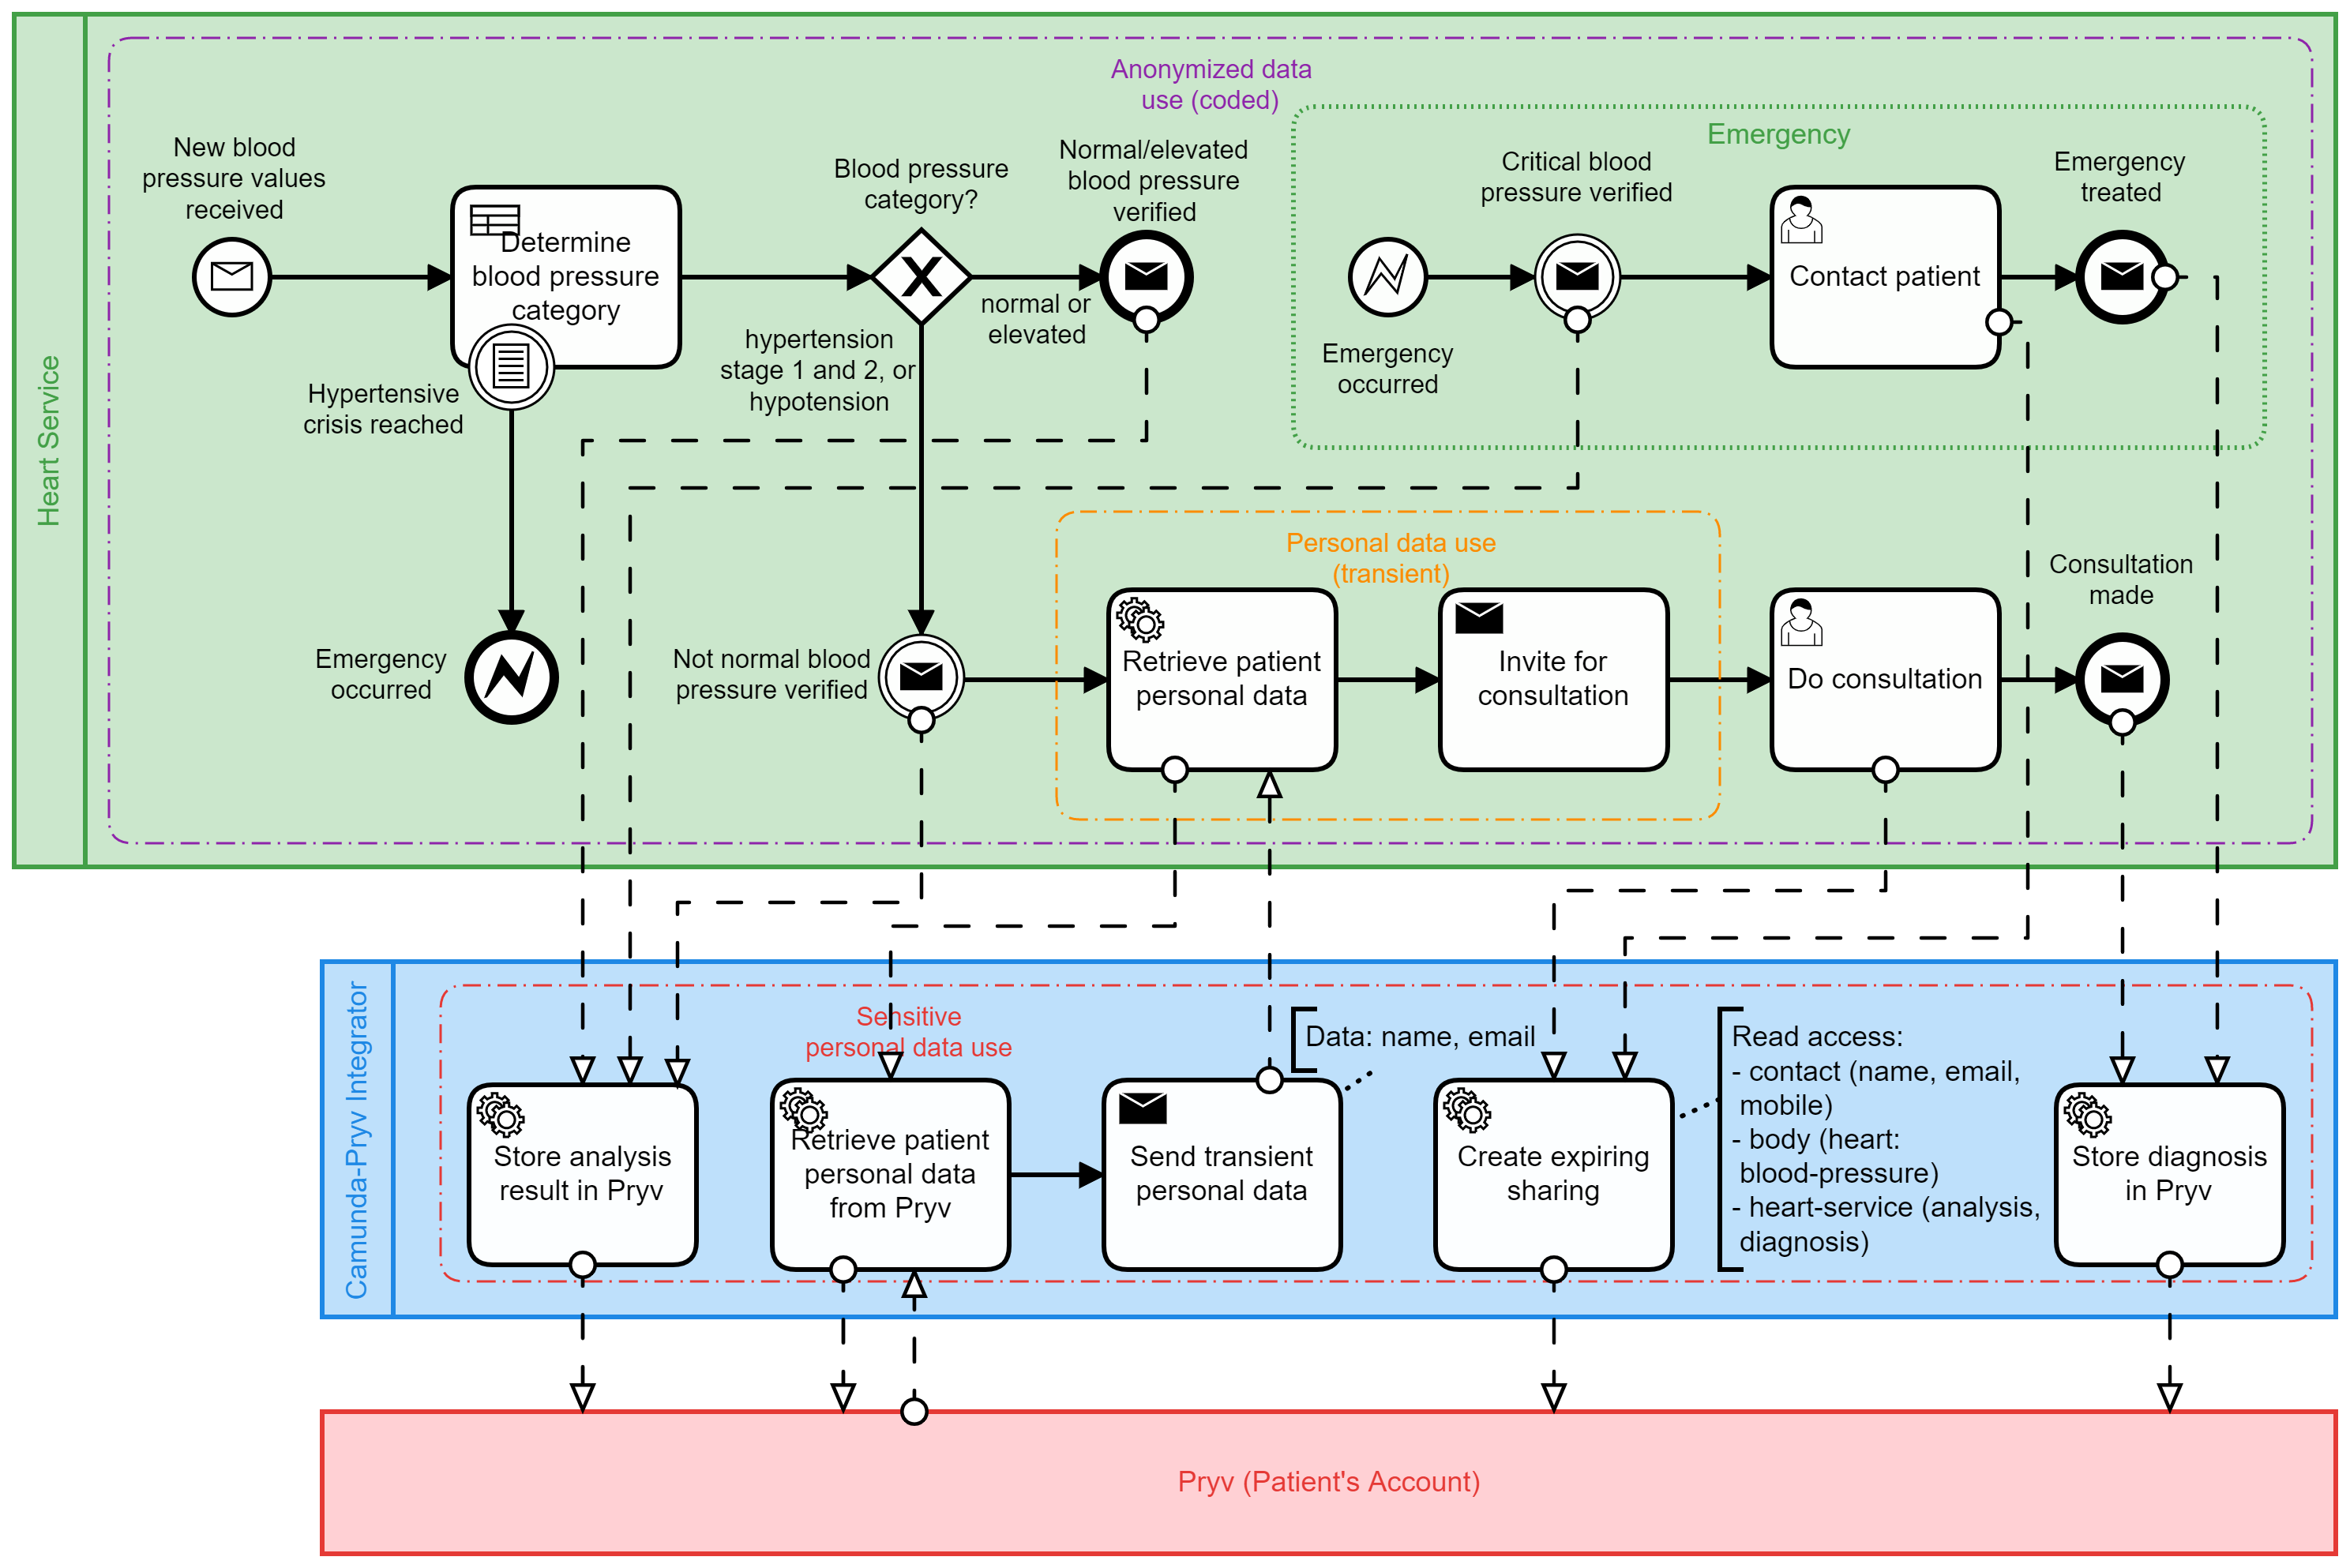 Heart Service
Anonymized data
use (coded)
New blood
pressure values
received
Determine
blood pressure
category
Hypertensive
crisis reached
Emergency
occurred
Blood pressure
category?
normal or
elevated
Normal/elevated
blood pressure
verified
hypertension
stage 1 and 2, or
hypotension
Emergency
Emergency
occurred
Critical blood
pressure verified
Contact patient
Emergency
treated
Not normal blood
pressure verified
Personal data use
(transient)
Retrieve patient
personal data
Invite for
consultation
Do consultation
Consultation
made
Camunda-Pryv Integrator
Sensitive
personal data use
Store analysis
result in Pryv
Retrieve patient
personal data
from Pryv
Send transient
personal data
Data: name, email
Create expiring
sharing
Read access:
- contact (name, email,
mobile)
- body (heart:
blood-pressure)
- heart-service (analysis,
diagnosis)
Store diagnosis
in Pryv
Pryv (Patient's Account)